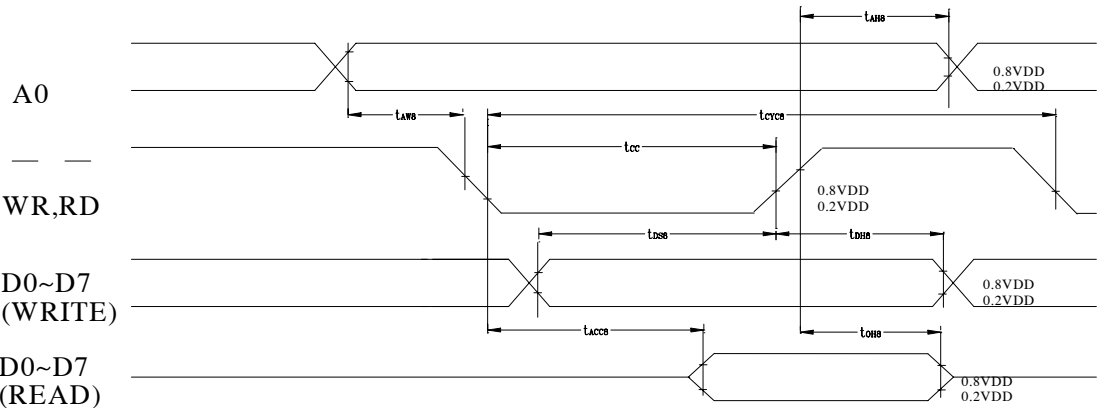 tAH8
0.8VDD
0.2VDD
A0
tAW8
tCYC8
tCC
WR,RD
0.8VDD
0.2VDD
tDS8
tDH8
D0~D7
(WRITE)
0.8VDD
0.2VDD
tACC8
tOH8
D0~D7
(READ)
0.8VDD
0.2VDD